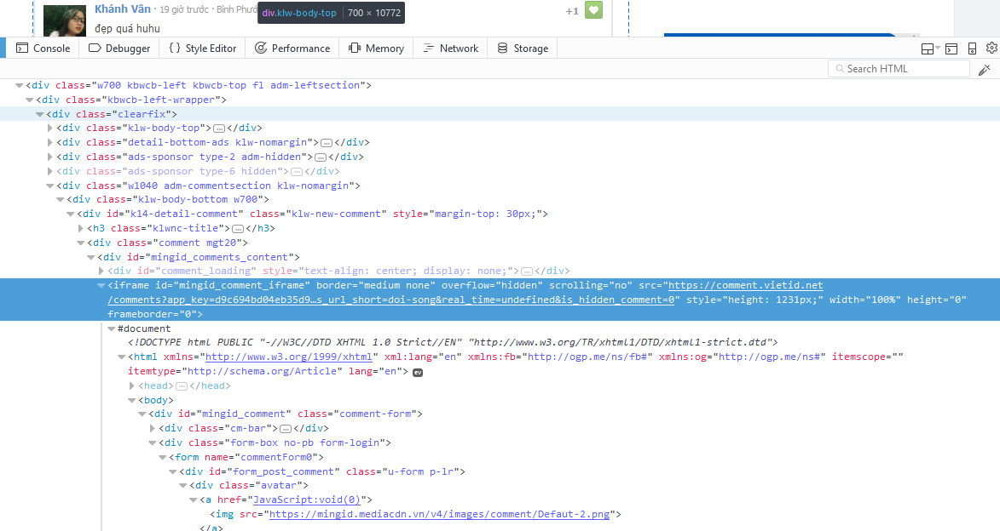 Khánh Vân · 19 giờ trước · Bình Phướ
div.klw-body-top 700 × 10772
+1
đẹp quá huhu
Console Debugger { } Style Editor Performance Memory Network Storage
Search HTML
<div class="w700 kbwcb-left kbwcb-top fl adm-leftsection">
<div class="kbwcb-left-wrapper">
<div class="clearfix">
<div class="klw-body-top">…</div>
<div class="detail-bottom-ads klw-nomargin">…</div>
<div class="ads-sponsor type-2 adm-hidden">…</div>
<div class="ads-sponsor type-6 hidden">…</div>
<div class="w1040 adm-commentsection klw-nomargin">
<div class="klw-body-bottom w700">
<div id="k14-detail-comment" class="klw-new-comment" style="margin-top: 30px;">
<h3 class="klwnc-title">…</h3>
<div class="comment mgt20">
<div id="mingid_comments_content">
<div id="comment_loading" style="text-align: center; display: none;">…</div>
<iframe id="mingid_comment_iframe" border="medium none" overflow="hidden" scrolling="no" src="https://comment.vietid.net
/comments?app_key=d9c694bd04eb35d9…s_url_short=doi-song&real_time=undefined&is_hidden_comment=0" style="height: 1231px;" width="100%" height="0"
frameborder="0">
#document
<!DOCTYPE html PUBLIC "-//W3C//DTD XHTML 1.0 Strict//EN" "http://www.w3.org/TR/xhtml1/DTD/xhtml1-strict.dtd">
<html xmlns="http://www.w3.org/1999/xhtml" xml:lang="en" xmlns:fb="http://ogp.me/ns/fb#" xmlns:og="http://ogp.me/ns#" itemscope=""
itemtype="http://schema.org/Article" lang="en"> ev
<head>…</head>
<body>
<div id="mingid_comment" class="comment-form">
<div class="cm-bar">…</div>
<div class="form-box no-pb form-login">
<form name="commentForm0">
<div id="form_post_comment" class="u-form p-lr">
<div class="avatar">
<a href="JavaScript:void(0)">
<img src="https://mingid.mediacdn.vn/v4/images/comment/Defaut-2.png">
</a>